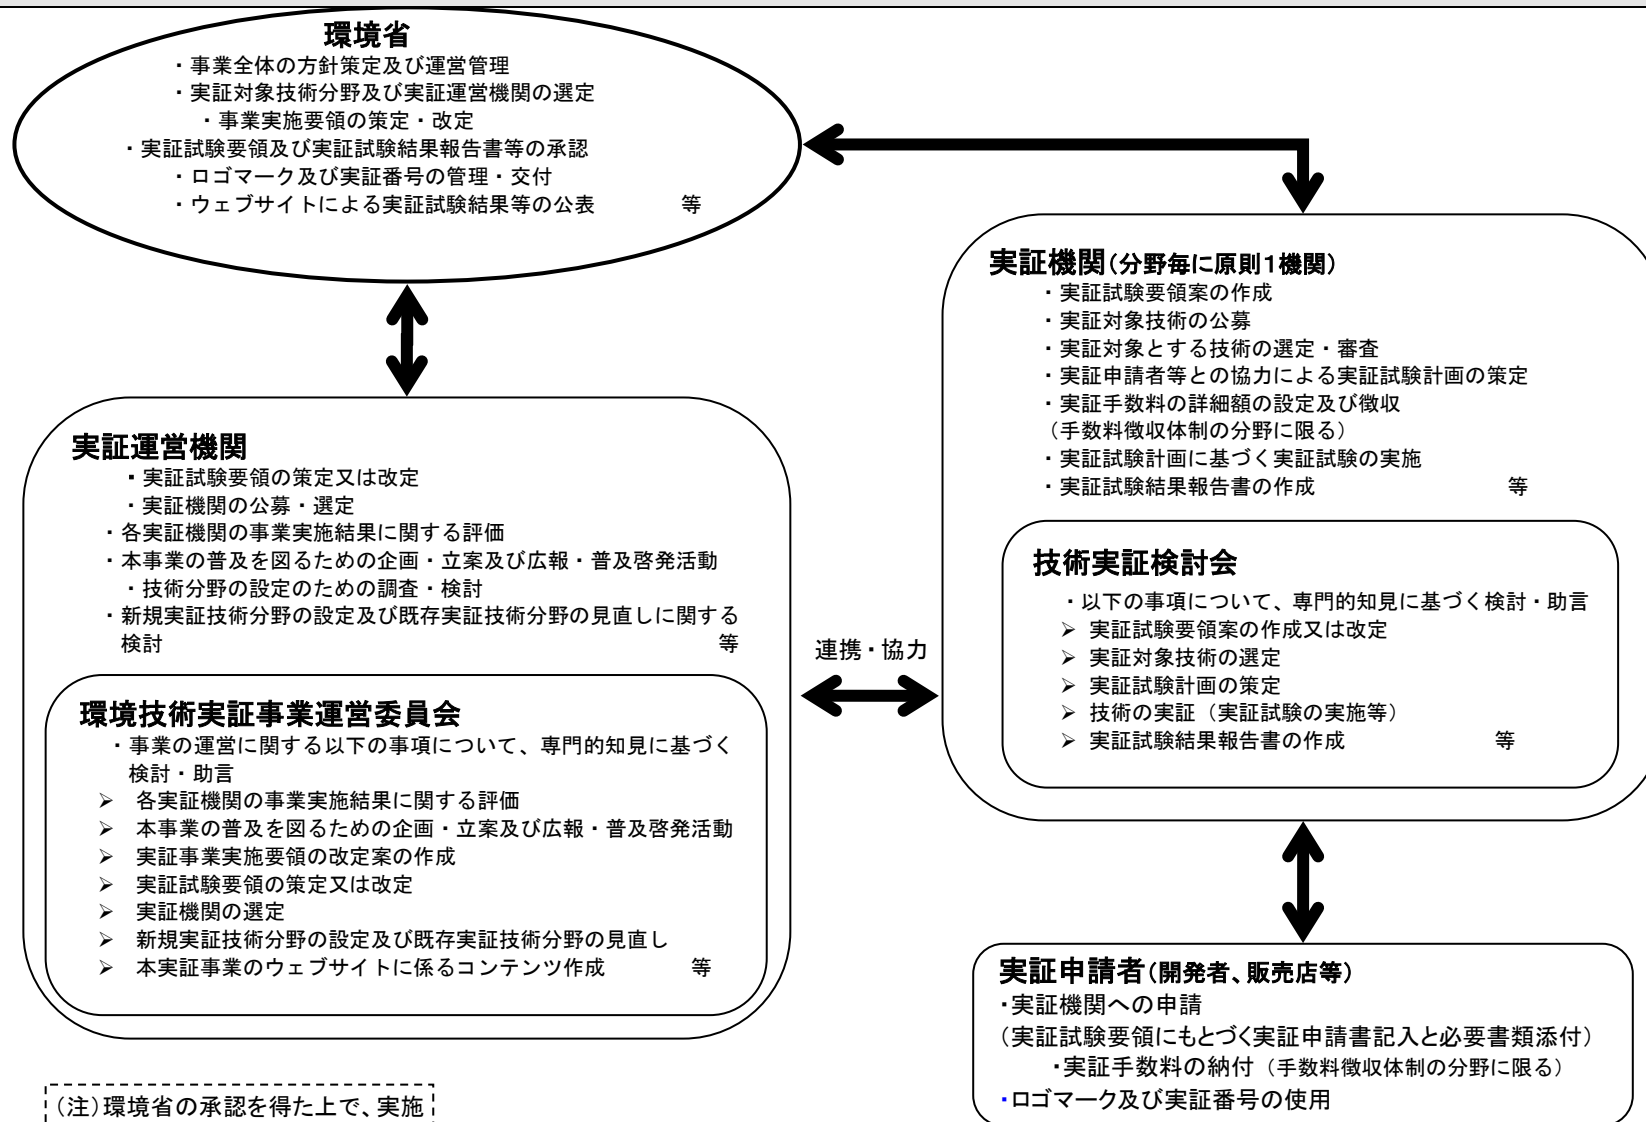 環境省
・事業全体の方針策定及び運営管理
・実証対象技術分野及び実証運営機関の選定
・事業実施要領の策定・改定
・実証試験要領及び実証試験結果報告書等の承認
・ロゴマーク及び実証番号の管理・交付
・ウェブサイトによる実証試験結果等の公表 等
実証運営機関
・実証試験要領の策定又は改定
・実証機関の公募・選定
・各実証機関の事業実施結果に関する評価
・本事業の普及を図るための企画・立案及び広報・普及啓発活動
・技術分野の設定のための調査・検討
・新規実証技術分野の設定及び既存実証技術分野の見直しに関する
検討 等
環境技術実証事業運営委員会
・事業の運営に関する以下の事項について、専門的知見に基づく
検討・助言
➢ 各実証機関の事業実施結果に関する評価
➢ 本事業の普及を図るための企画・立案及び広報・普及啓発活動
➢ 実証事業実施要領の改定案の作成
➢ 実証試験要領の策定又は改定
➢ 実証機関の選定
➢ 新規実証技術分野の設定及び既存実証技術分野の見直し
➢ 本実証事業のウェブサイトに係るコンテンツ作成 等
(注)環境省の承認を得た上で、実施
連携・協力
実証機関(分野毎に原則1機関)
・実証試験要領案の作成
・実証対象技術の公募
・実証対象とする技術の選定・審査
・実証申請者等との協力による実証試験計画の策定
・実証手数料の詳細額の設定及び徴収
(手数料徴収体制の分野に限る)
・実証試験計画に基づく実証試験の実施
・実証試験結果報告書の作成 等
技術実証検討会
・以下の事項について、専門的知見に基づく検討・助言
➢ 実証試験要領案の作成又は改定
➢ 実証対象技術の選定
➢ 実証試験計画の策定
➢ 技術の実証(実証試験の実施等)
➢ 実証試験結果報告書の作成 等
実証申請者(開発者、販売店等)
・実証機関への申請
(実証試験要領にもとづく実証申請書記入と必要書類添付)
・実証手数料の納付(手数料徴収体制の分野に限る)
・ロゴマーク及び実証番号の使用